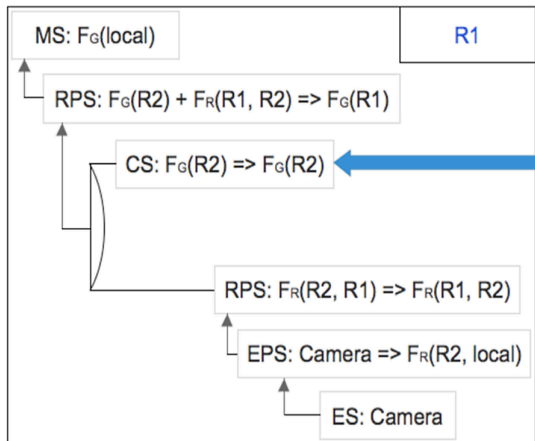 MS: FG(local)
R1
RPS: FG(R2) + FR(R1, R2) => FG(R1)
CS: FG(R2) => FG(R2)
RPS: FR(R2, R1) => FR(R1, R2)
EPS: Camera => FR(R2, local)
ES: Camera